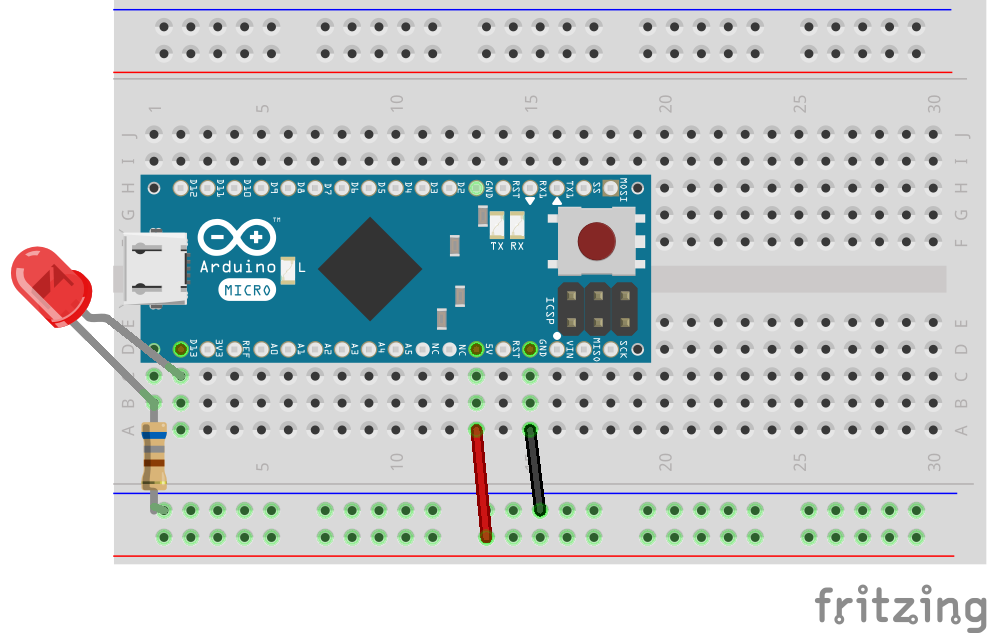 1 5 10 15 20 25 30
J J
I I
H D12 D11 D10 D9 D8 D7 D6 D5 D4 D3 D2 GND RST RX1 TX1 SS MOSI H
G G
F
TM
TX RX
Arduino L
MICRO
ICSP
E E
D D13 3V3 REF A0 A1 A2 A3 A4 A5 NC NC 5V RST GND VIN MISO SCK D
C
B B
A A
5 10 20 25 30
fritzing